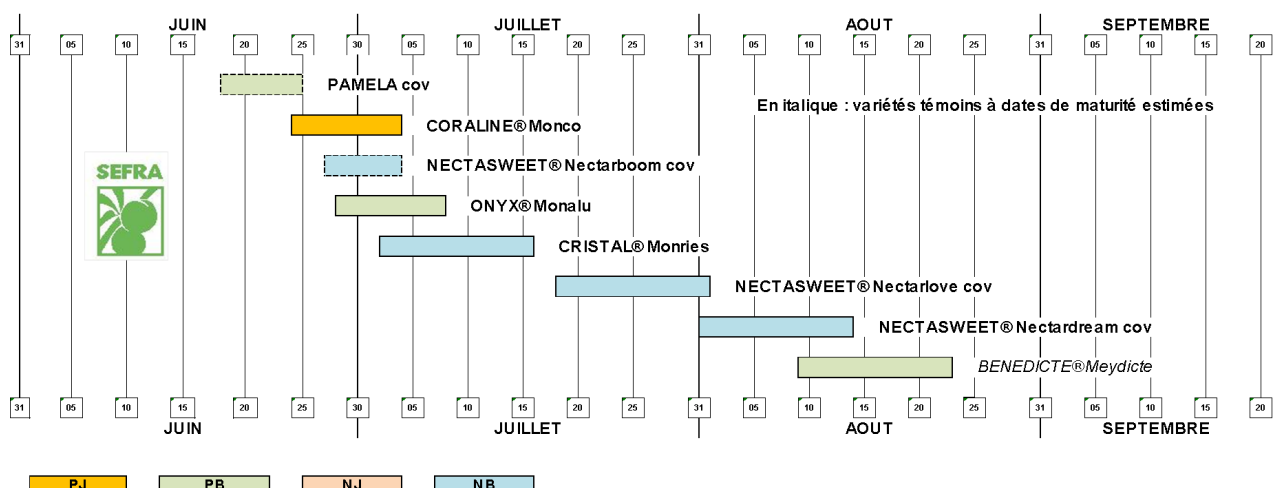 JUIN JUILLET AOUT SEPTEMBRE
31 05 10 15 20 25 30 05 10 15 20 25 31 05 10 15 20 25 31 05 10 15 20
PAMELA cov
En italique : variétés témoins à dates de maturité estimées
CORALINE®Monco
SEFRA
NECTASWEET®Nectarboom cov
ONYX®Monalu
CRISTAL®Monries
NECTASWEET®Nectarlove cov
NECTASWEET®Nectardream cov
BENEDICTE®Meydicte
31 05 10 15 20 25 30 05 10 15 20 25 31 05 10 15 20 25 31 05 10 15 20
JUIN JUILLET AOUT SEPTEMBRE
PJ PB NJ NB